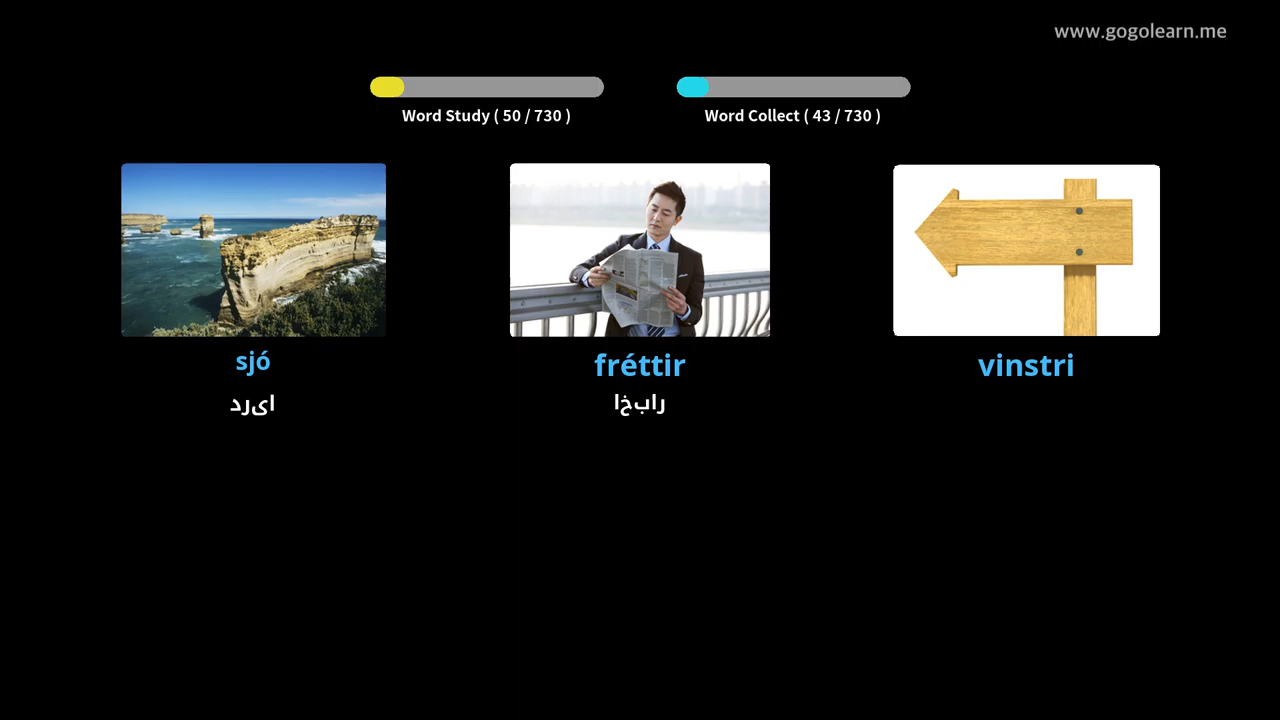 www.gogolearn.me
Word Study ( 50 / 730 )
Word Collect ( 43 / 730 )
sjó
ایرد
fréttir
رابخا
vinstri